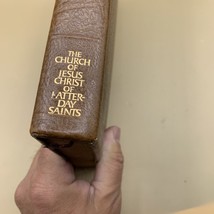 THE
CHURCH
OF
JESUS
CHRIST
OF
LATTER-
DAY
SAINTS